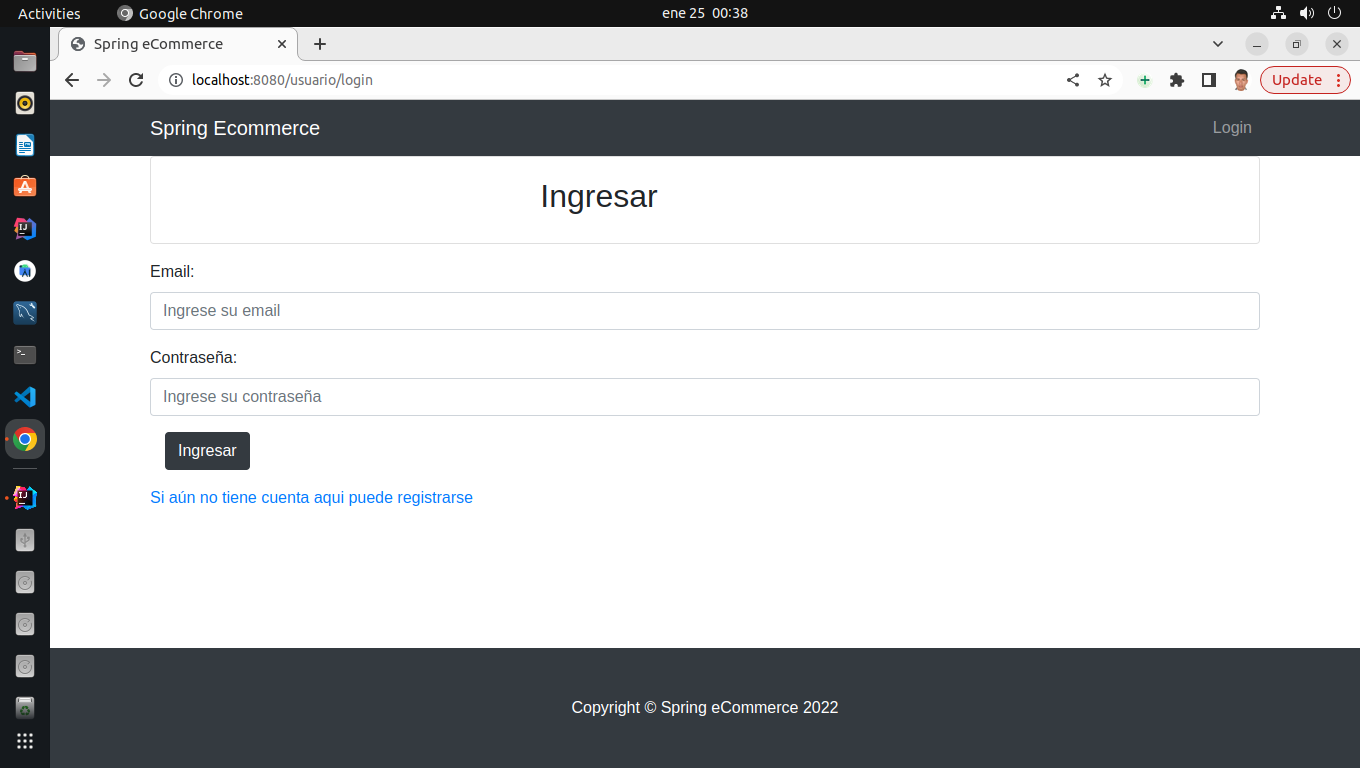 Activities
Google Chrome
ene 25 00:38
Spring eCommerce
localhost:8080/usuario/login
Update
Spring Ecommerce
Login
Ingresar
Email:
Ingrese su email
Contraseña:
Ingrese su contraseña
Ingresar
Si aún no tiene cuenta aqui puede registrarse
Copyright © Spring eCommerce 2022